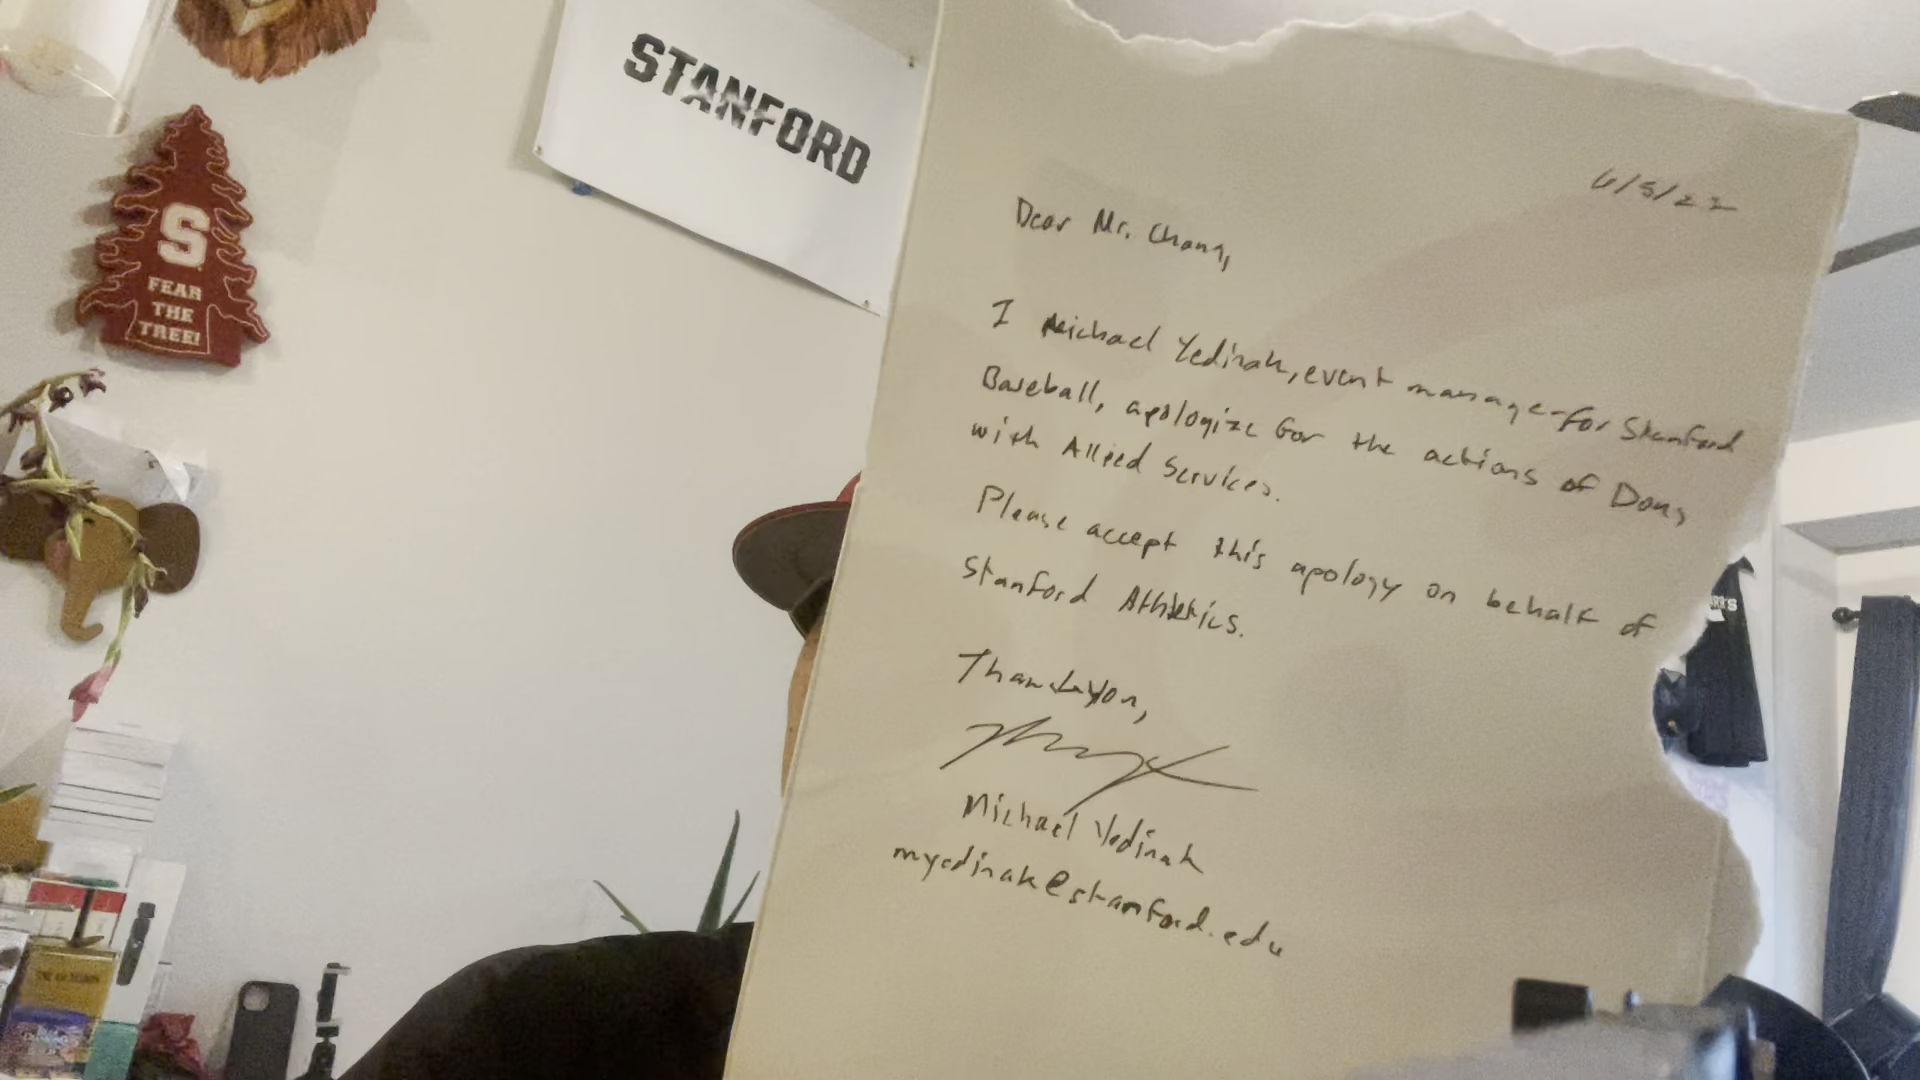 STANFORD
S
FEAR
THE
TREE!
6/5/22
Dear Mr. Chang,
I Michael Yedinak, event manager for Stanford
Baseball, apologize for the actions of Doug
with Allied Services.
Please accept this apology on behalf of
Stanford Athletics.
Thank you,
Michael Yedinak
myedinak@stanford.edu